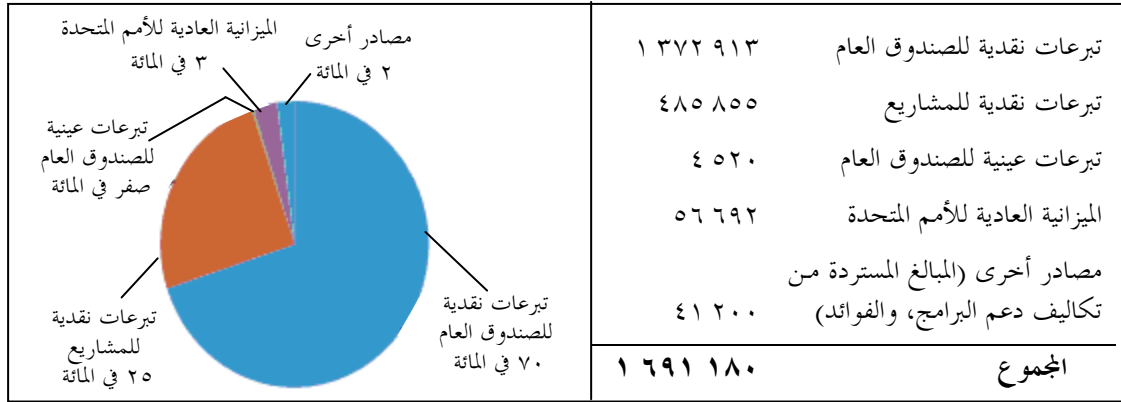 الميزانية العادية للأمم المتحدة
٣ في المائة
مصادر أخرى
٢ في المائة
تبرعات عينية
للصندوق العام
صفر في المائة
تبرعات نقدية
للمشاريع
٢٥ في المائة
تبرعات نقدية
للصندوق العام
٧٠ في المائة
تبرعات نقدية للصندوق العام ١ ٣٧٢ ٩١٣
تبرعات نقدية للمشاريع ٤٨٥ ٨٥٥
تبرعات عينية للصندوق العام ٤ ٥٢٠
الميزانية العادية للأمم المتحدة ٥٦ ٦٩٢
مصادر أخرى (المبالغ المستردة من
تكاليف دعم البرامج، والفوائد) ٤١ ٢٠٠
المجموع ١ ٦٩١ ١٨٠